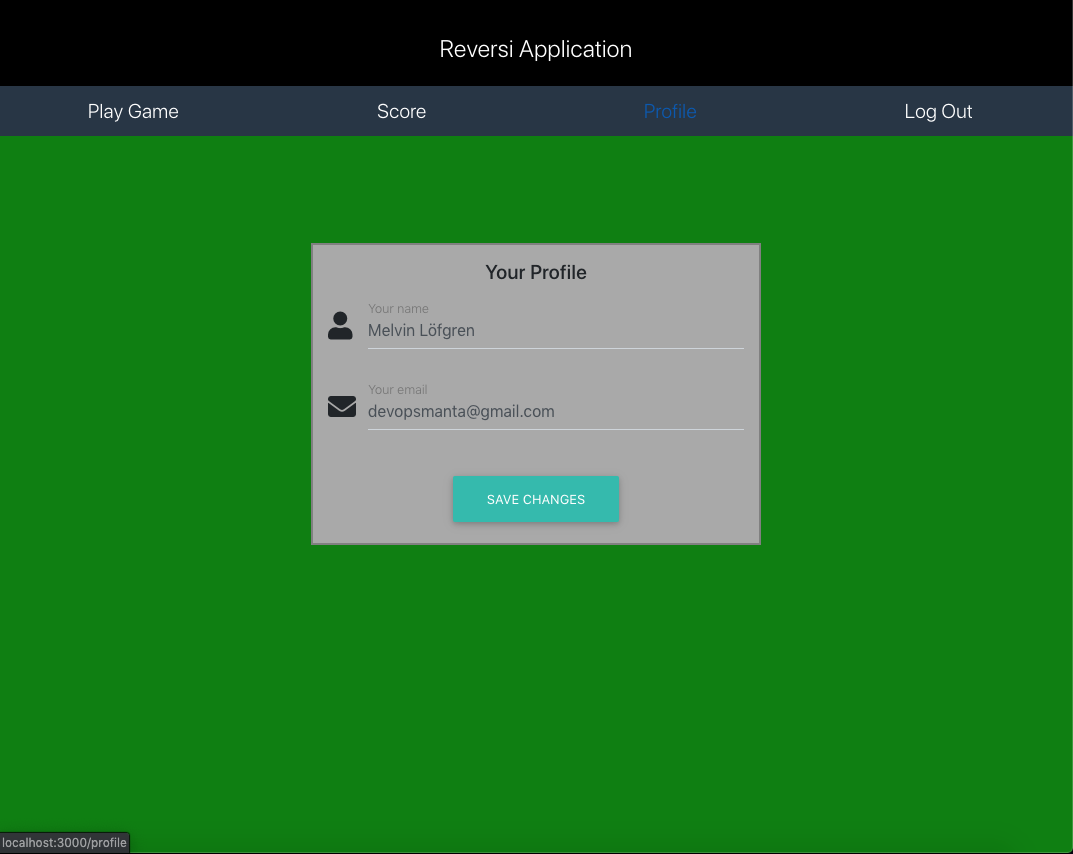 Reversi Application
Play Game Score Profile Log Out
Your Profile
Your name
Melvin Löfgren
Your email
devopsmanta@gmail.com
SAVE CHANGES
localhost:3000/profile